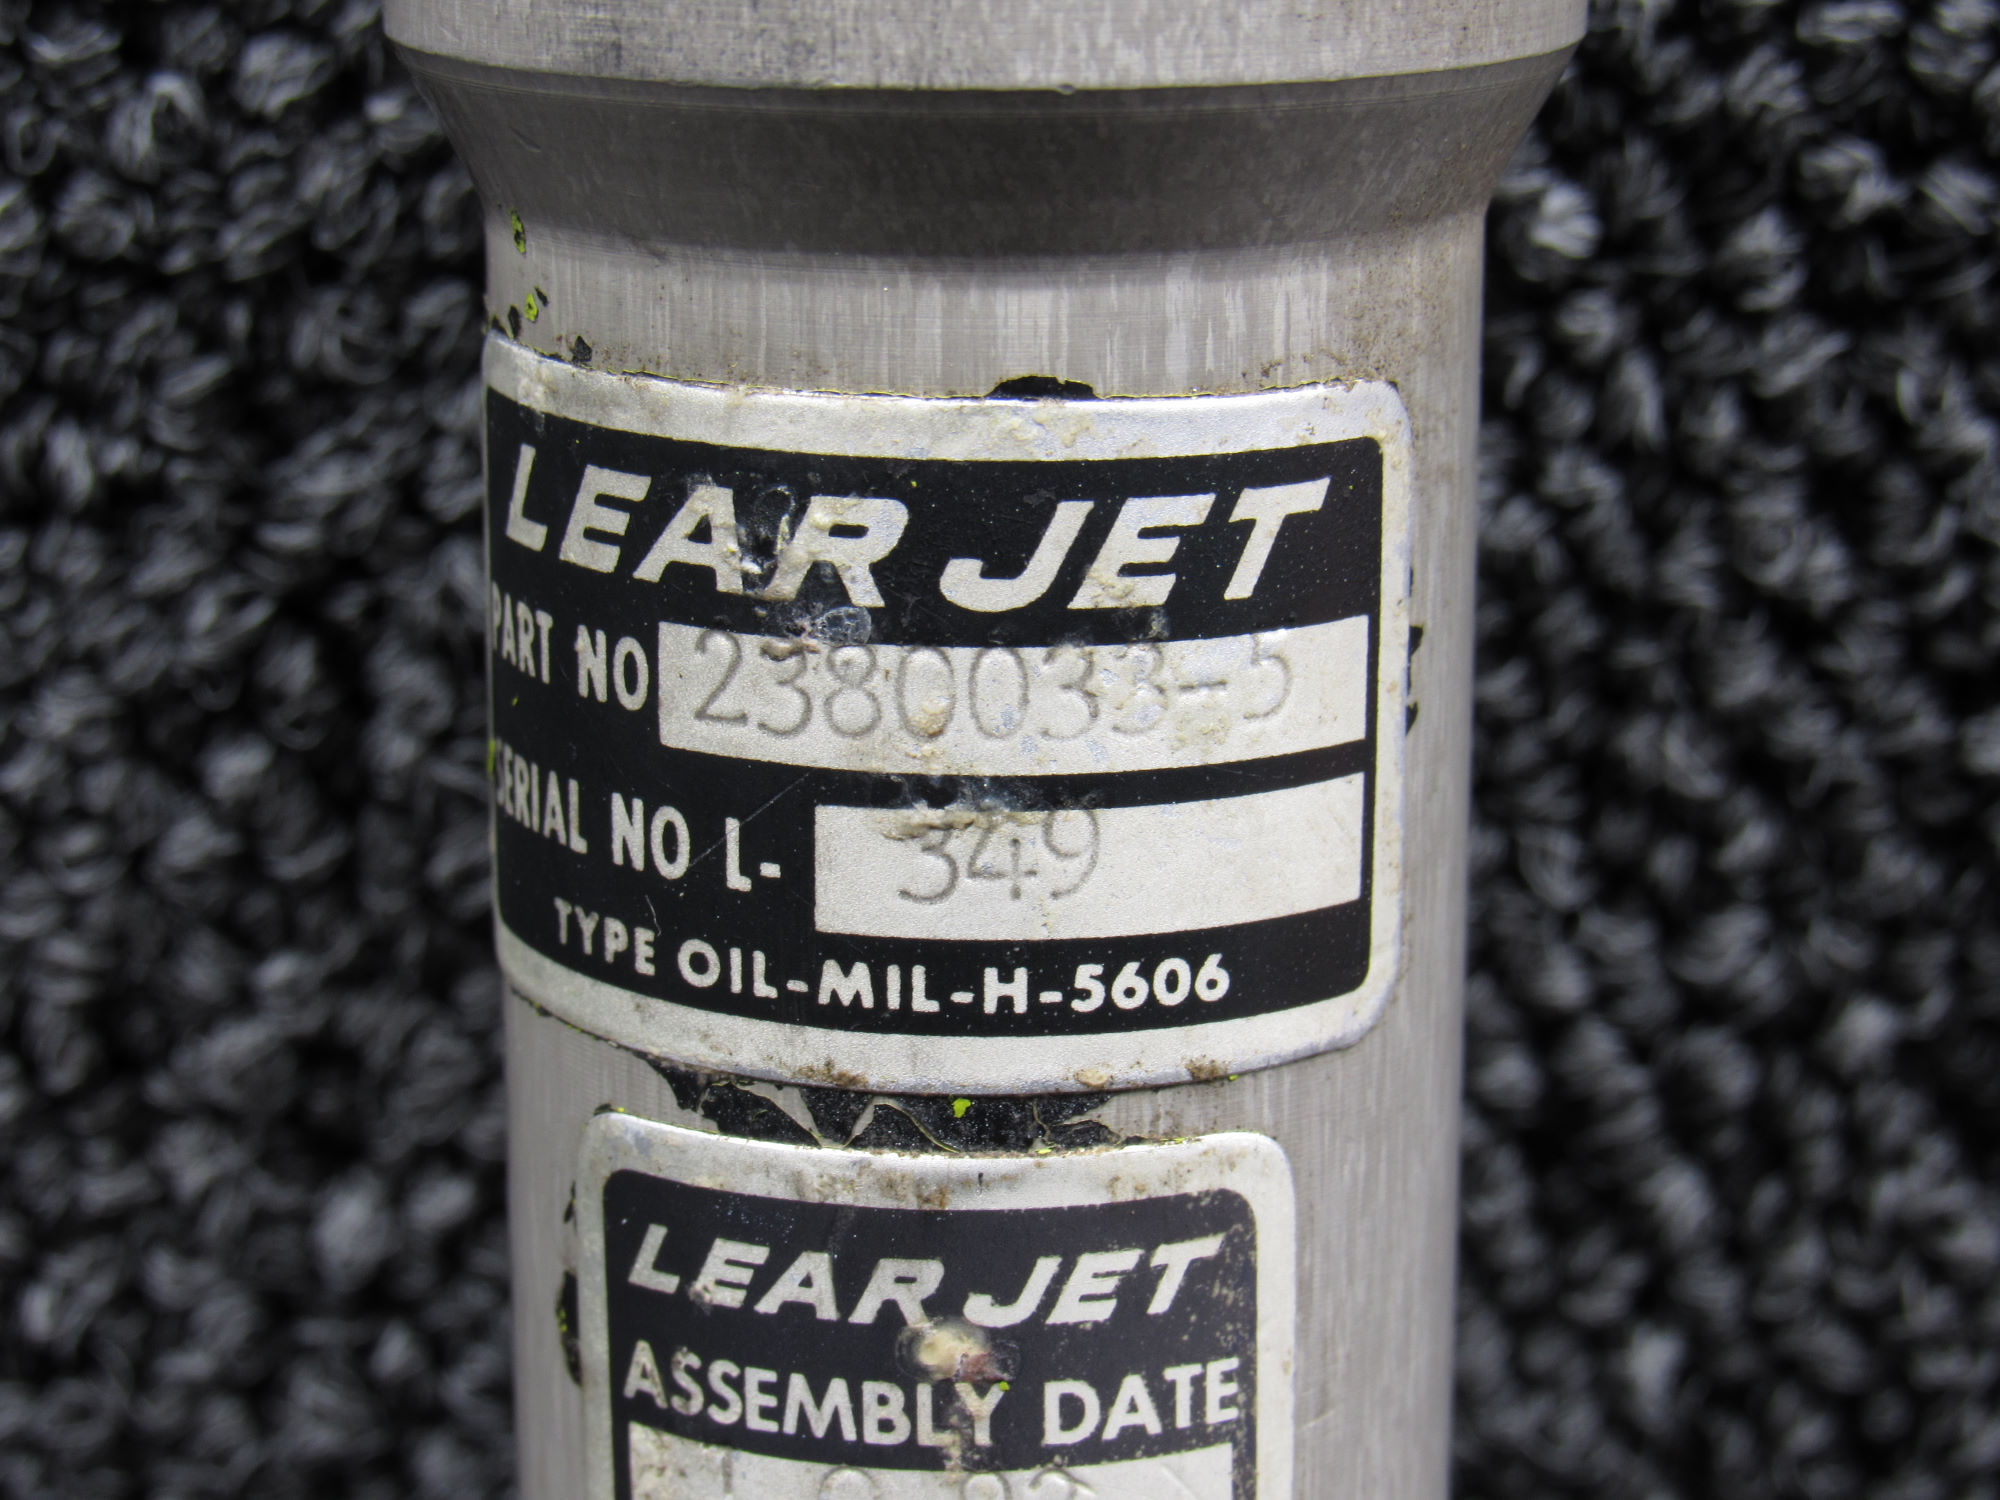 LEAR JET
PART NO 2380033-5
SERIAL NO L- 349
TYPE OIL-MIL-H-5606
LEAR JET
ASSEMBLY DATE